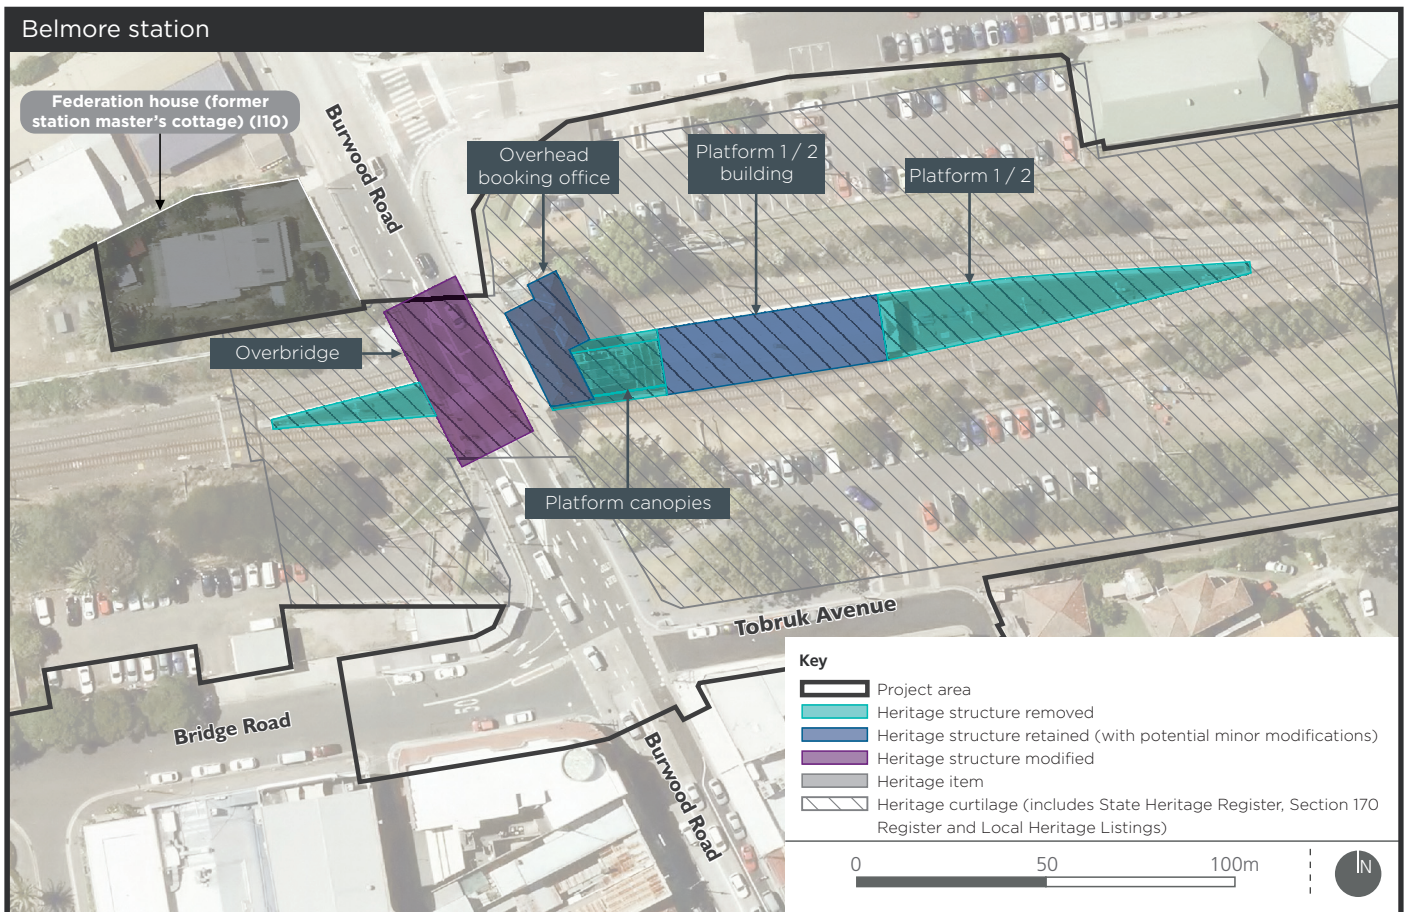 Belmore station
Federation house (former
station master's cottage) (I10)
Burwood Road
Overhead
booking office
Platform 1 / 2
building
Platform 1 / 2
Overbridge
Platform canopies
Tobruk Avenue
Bridge Road
Burwood Road
50
Key
Project area
Heritage structure removed
Heritage structure retained (with potential minor modifications)
Heritage structure modified
Heritage item
Heritage curtilage (includes State Heritage Register, Section 170
Register and Local Heritage Listings)
0 50 100m
N